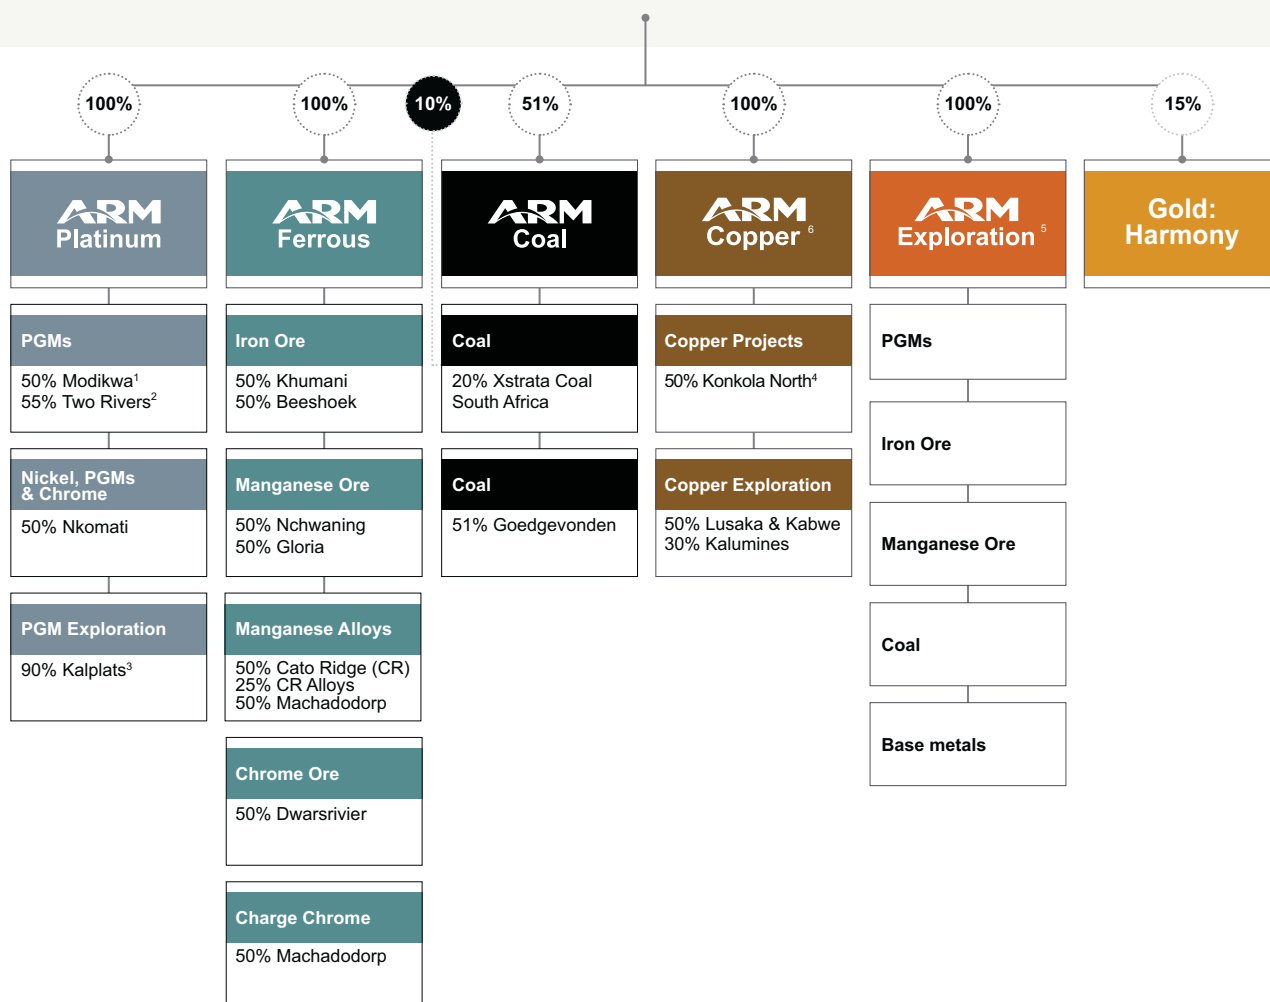 100%
100%
10%
51%
100%
100%
15%
ARM
Platinum
ARM
Ferrous
ARM
Coal
ARM
Copper 6
ARM
Exploration 5
Gold:
Harmony
PGMs
50% Modikwa1
55% Two Rivers2
Nickel, PGMs
& Chrome
50% Nkomati
PGM Exploration
90% Kalplats3
Iron Ore
50% Khumani
50% Beeshoek
Manganese Ore
50% Nchwaning
50% Gloria
Manganese Alloys
50% Cato Ridge (CR)
25% CR Alloys
50% Machadodorp
Chrome Ore
50% Dwarsrivier
Charge Chrome
50% Machadodorp
Coal
20% Xstrata Coal
South Africa
Coal
51% Goedgevonden
Copper Projects
50% Konkola North4
Copper Exploration
50% Lusaka & Kabwe
30% Kalumines
PGMs
Iron Ore
Manganese Ore
Coal
Base metals